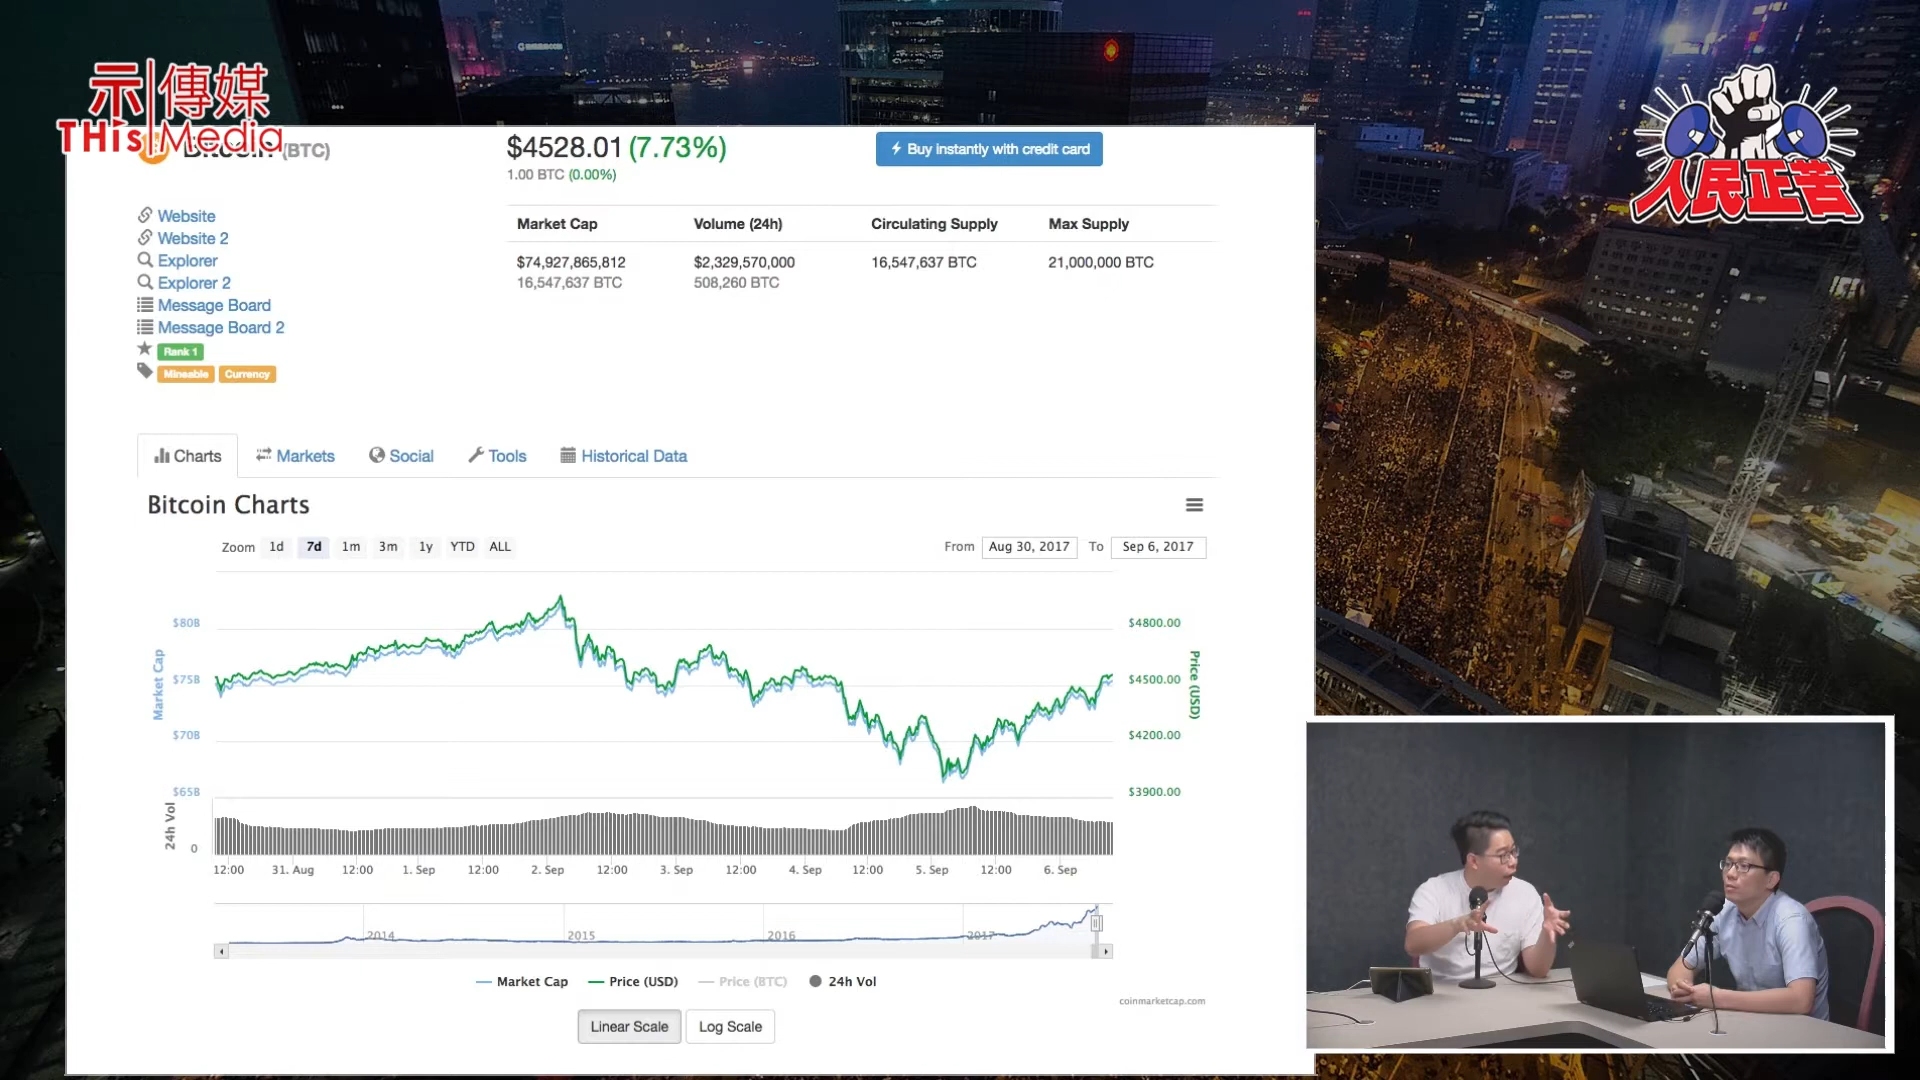 示傳媒
THisMedia
人民正苦
Bitcoin (BTC)
$4528.01 (7.73%)
1.00 BTC (0.00%)
Buy instantly with credit card
Website
Website 2
Explorer
Explorer 2
Message Board
Message Board 2
Rank 1
Mineable Currency
Market Cap Volume (24h) Circulating Supply Max Supply
$74,927,865,812 $2,329,570,000 16,547,637 BTC 21,000,000 BTC
16,547,637 BTC 508,260 BTC
Charts Markets Social Tools Historical Data
Bitcoin Charts
Zoom 1d 7d 1m 3m 1y YTD ALL
From Aug 30, 2017 To Sep 6, 2017
$80B $4800.00
$75B $4500.00
$70B $4200.00
$65B $3900.00
Market Cap
Price (USD)
24h Vol
0
12:00 31. Aug 12:00 1. Sep 12:00 2. Sep 12:00 3. Sep 12:00 4. Sep 12:00 5. Sep 12:00 6. Sep
2014 2015 2016 2017
Market Cap Price (USD) Price (BTC) 24h Vol
coinmarketcap.com
Linear Scale Log Scale